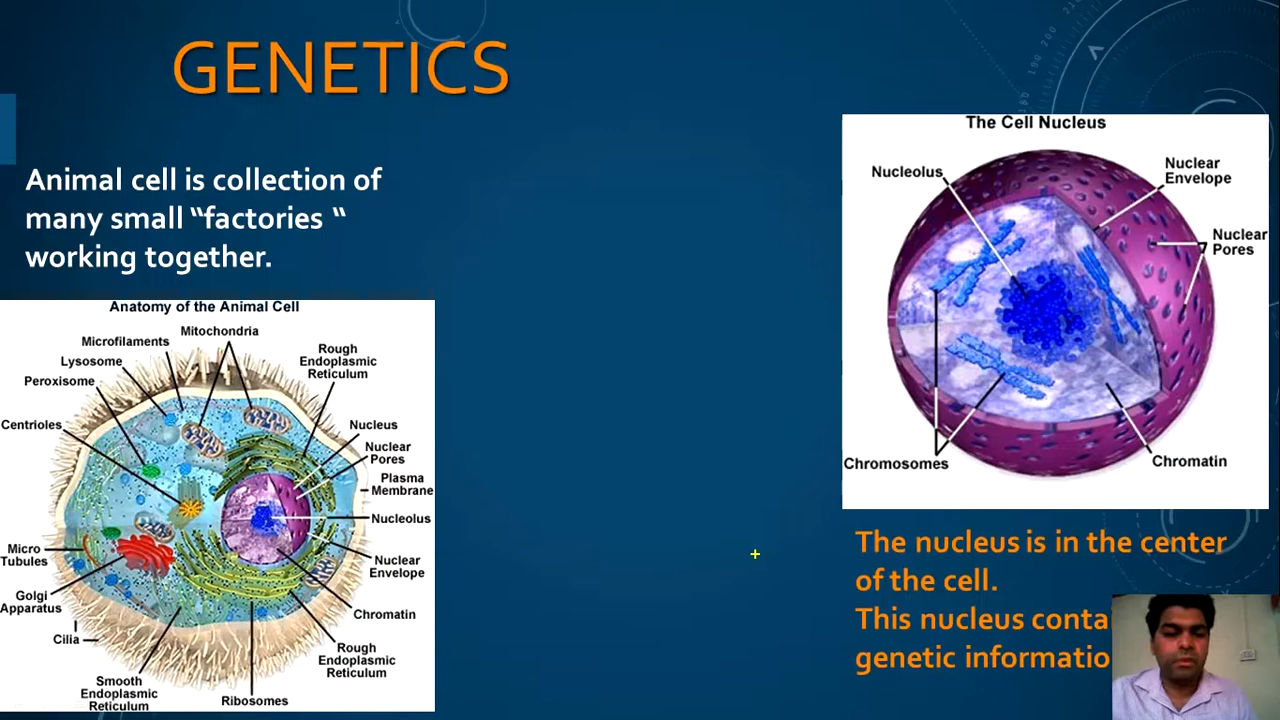 GENETICS
Animal cell is collection of
many small “factories “
working together.
Anatomy of the Animal Cell
Mitochondria
Microfilaments
Lysosome
Peroxisome
Centrioles
Rough
Endoplasmic
Reticulum
Nucleus
Nuclear
Pores
Plasma
Membrane
Nucleolus
Nuclear
Envelope
Chromatin
Rough
Endoplasmic
Reticulum
Ribosomes
Smooth
Endoplasmic
Reticulum
Cilia
Golgi
Apparatus
Micro
Tubules
The Cell Nucleus
Nucleolus
Nuclear
Envelope
Nuclear
Pores
Chromosomes
Chromatin
The nucleus is in the center
of the cell.
This nucleus conta
genetic informatio